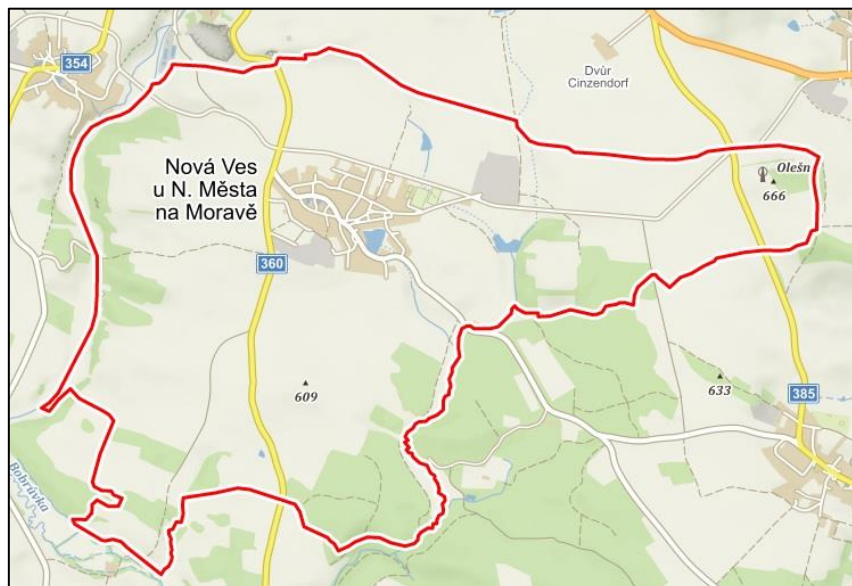 354
Dvůr
Cinzendorf
Nová Ves
u N. Města
na Moravě
Olešn
666
360
609
633
385
Bobrůvka